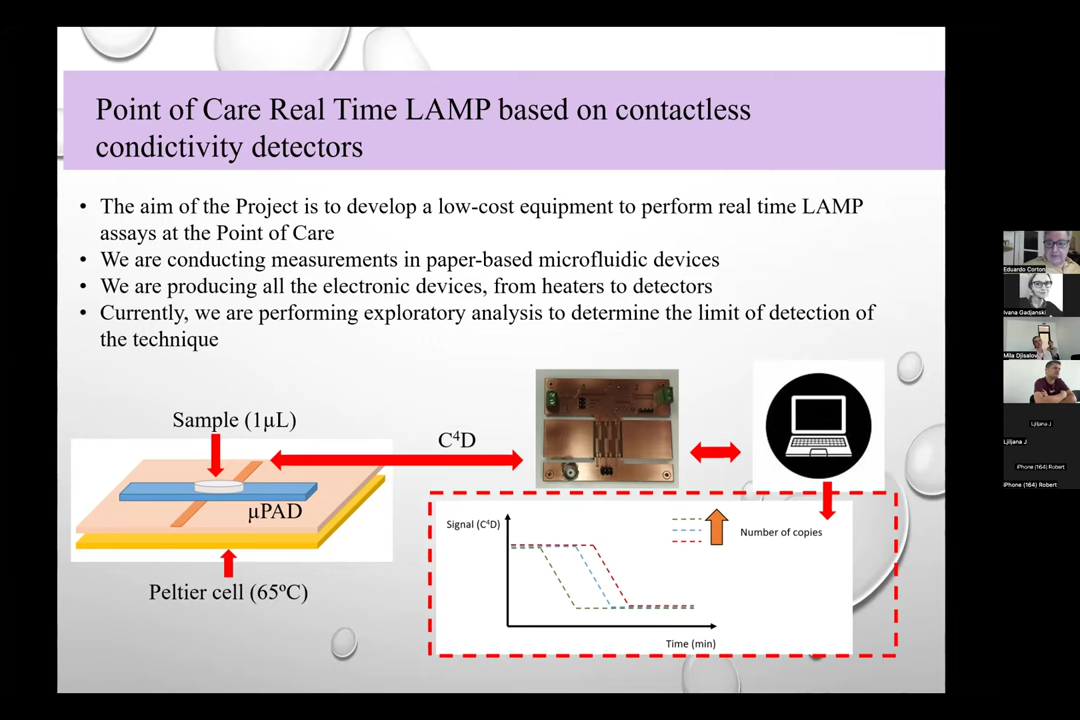 Point of Care Real Time LAMP based on contactless
condictivity detectors
• The aim of the Project is to develop a low-cost equipment to perform real time LAMP
assays at the Point of Care
• We are conducting measurements in paper-based microfluidic devices
• We are producing all the electronic devices, from heaters to detectors
• Currently, we are performing exploratory analysis to determine the limit of detection of
the technique
Sample (1µL)
C⁴D
µPAD
Peltier cell (65ºC)
Signal (C⁴D)
Number of copies
Time (min)
Eduardo Corton
Ivana Gadjanski
Mila Djisalov
Ljiljana J
Ljiljana J
iPhone (164) Robert
iPhone (164) Robert